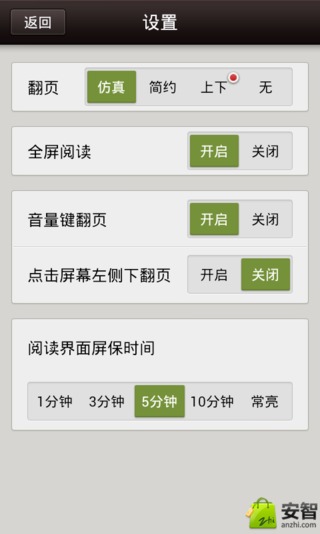 返回 设置
翻页 仿真 简约 上下 无
全屏阅读 开启 关闭
音量键翻页 开启 关闭
点击屏幕左侧下翻页 开启 关闭
阅读界面屏保时间
1分钟 3分钟 5分钟 10分钟 常亮
zhi 安智
anzhi.com